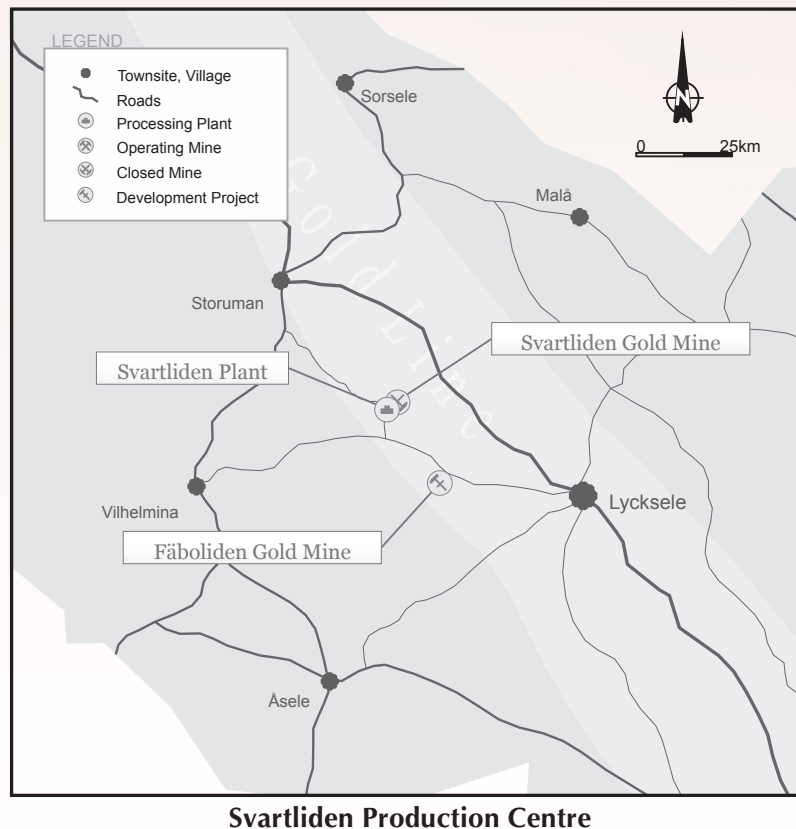 LEGEND
Townsite, Village
Roads
Processing Plant
Operating Mine
Closed Mine
Development Project
Sorsele
N
0 25km
Malå
Gold Line
Storuman
Svartliden Gold Mine
Svartliden Plant
Vilhelmina
Lycksele
Fäboliden Gold Mine
Åsele
Svartliden Production Centre